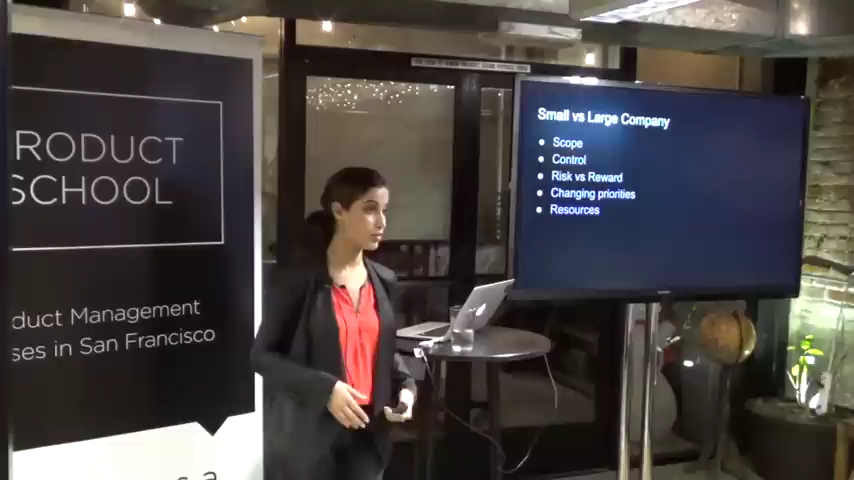 RODUCT
SCHOOL
duct Management
ses in San Francisco
Small vs Large Company
Scope
Control
Risk vs Reward
Changing priorities
Resources